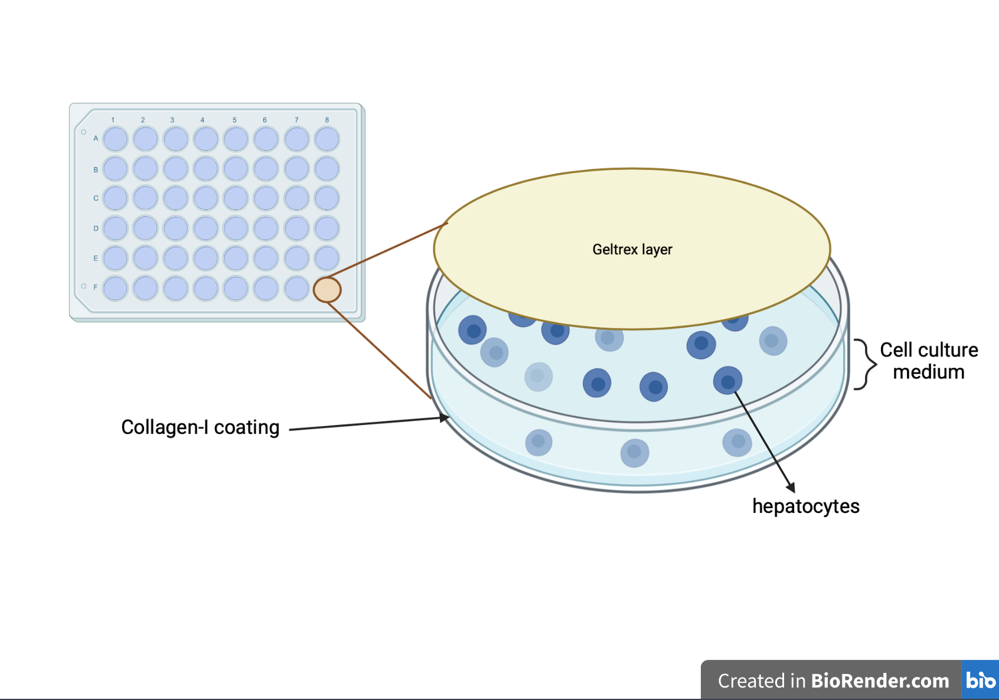 1 2 3 4 5 6 7 8
A
B
C
D
E
F
Geltrex layer
Cell culture
medium
Collagen-I coating
hepatocytes
Created in BioRender.com bio